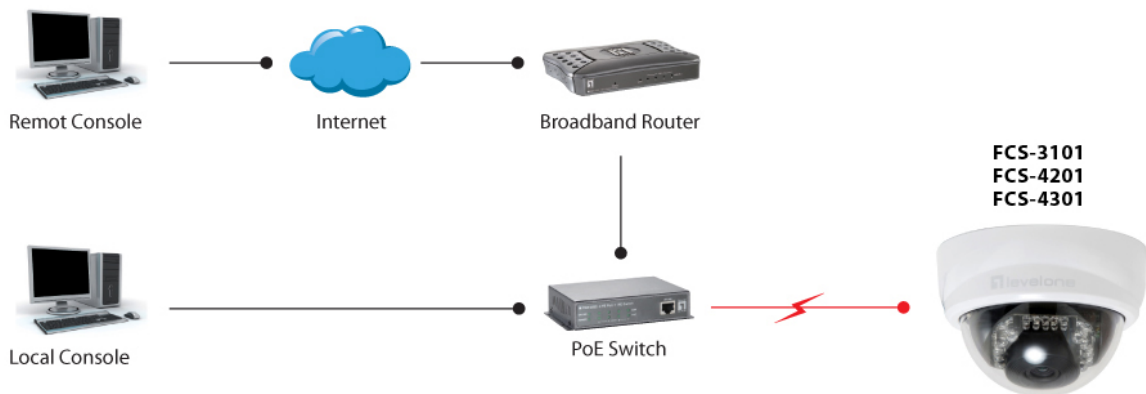 Remot Console
Internet
Broadband Router
FCS-3101
FCS-4201
FCS-4301
levelone
Local Console
PoE Switch